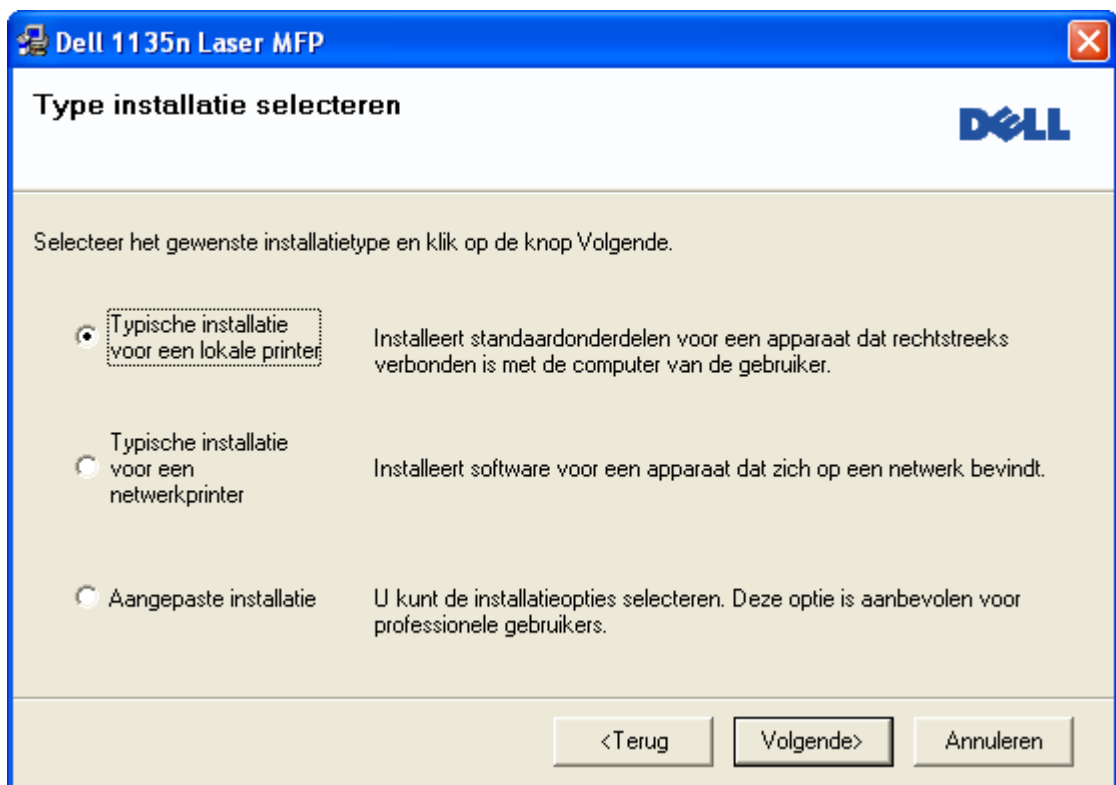 Dell 1135n Laser MFP
Type installatie selecteren
DELL
Selecteer het gewenste installatietype en klik op de knop Volgende.
Typische installatie
voor een lokale printer
Installeert standaardonderdelen voor een apparaat dat rechtstreeks
verbonden is met de computer van de gebruiker.
Typische installatie
voor een
netwerkprinter
Installeert software voor een apparaat dat zich op een netwerk bevindt.
Aangepaste installatie
U kunt de installatieopties selecteren. Deze optie is aanbevolen voor
professionele gebruikers.
<Terug
Volgende>
Annuleren